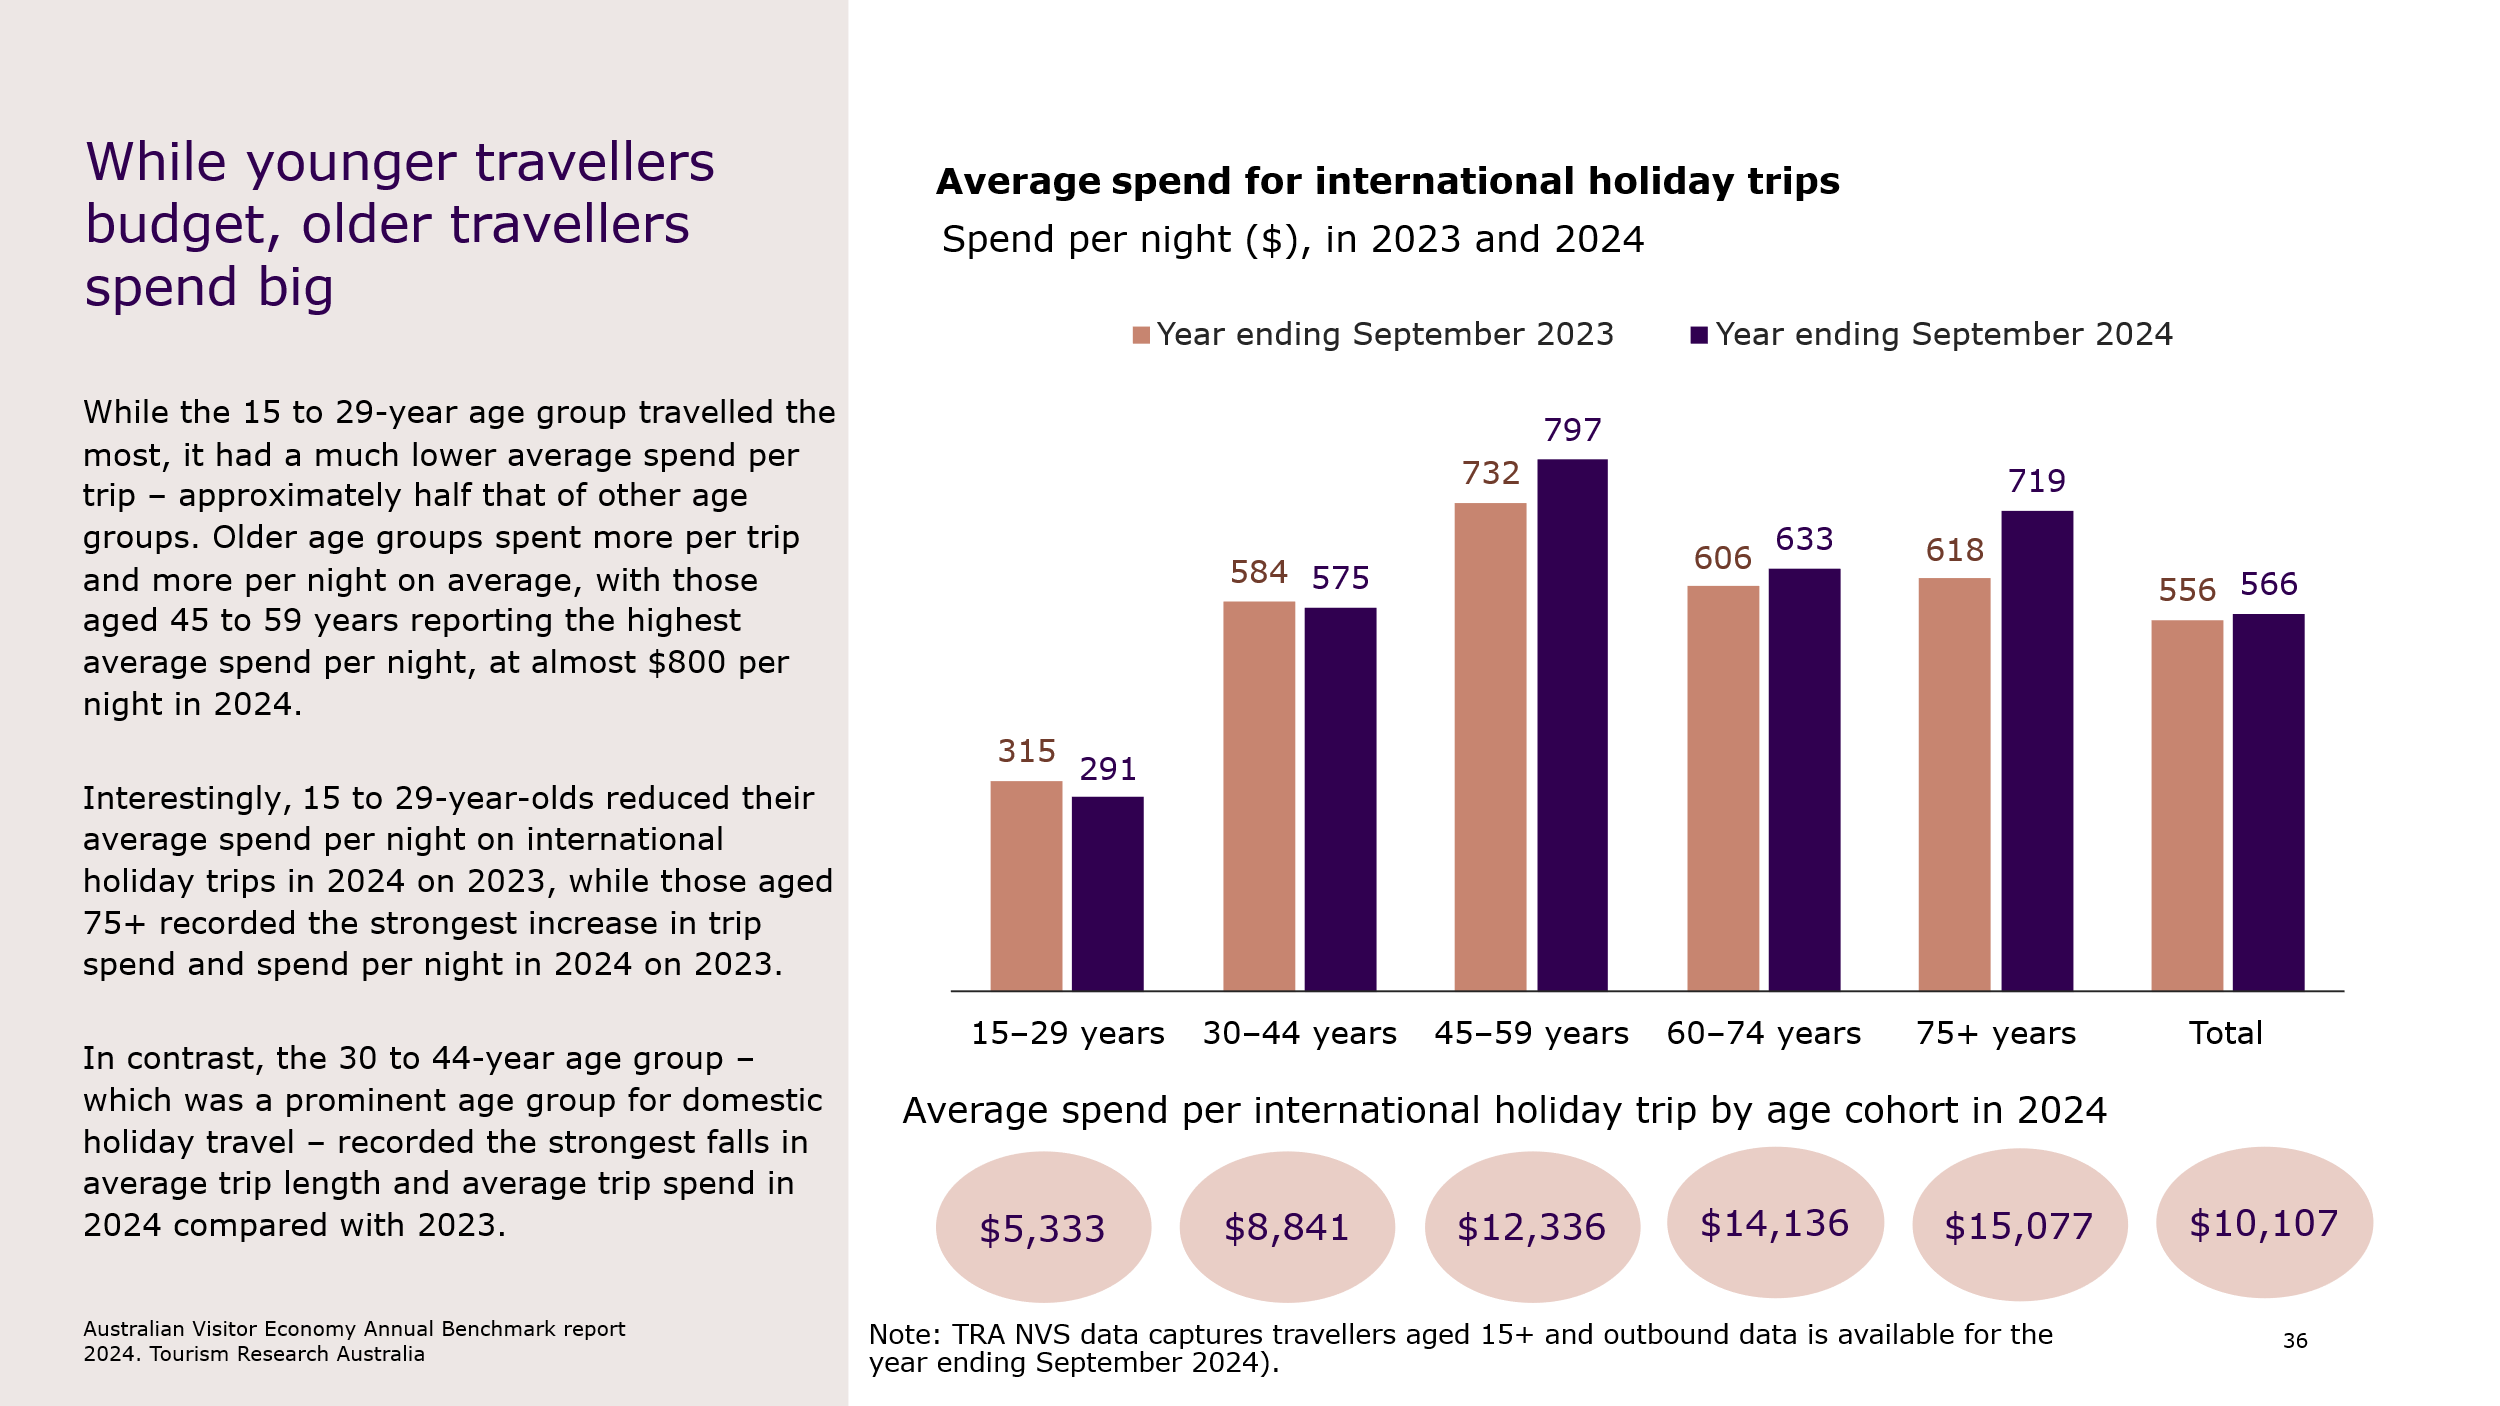 While younger travellers
budget, older travellers
spend big
While the 15 to 29-year age group travelled the
most, it had a much lower average spend per
trip – approximately half that of other age
groups. Older age groups spent more per trip
and more per night on average, with those
aged 45 to 59 years reporting the highest
average spend per night, at almost $800 per
night in 2024.
Interestingly, 15 to 29-year-olds reduced their
average spend per night on international
holiday trips in 2024 on 2023, while those aged
75+ recorded the strongest increase in trip
spend and spend per night in 2024 on 2023.
In contrast, the 30 to 44-year age group –
which was a prominent age group for domestic
holiday travel – recorded the strongest falls in
average trip length and average trip spend in
2024 compared with 2023.
Australian Visitor Economy Annual Benchmark report
2024. Tourism Research Australia
Average spend for international holiday trips
Spend per night ($), in 2023 and 2024
Year ending September 2023 Year ending September 2024
315 291 584 575 732 797 606 633 618 719 556 566
15–29 years 30–44 years 45–59 years 60–74 years 75+ years Total
Average spend per international holiday trip by age cohort in 2024
$5,333 $8,841 $12,336 $14,136 $15,077 $10,107
Note: TRA NVS data captures travellers aged 15+ and outbound data is available for the
year ending September 2024).
36